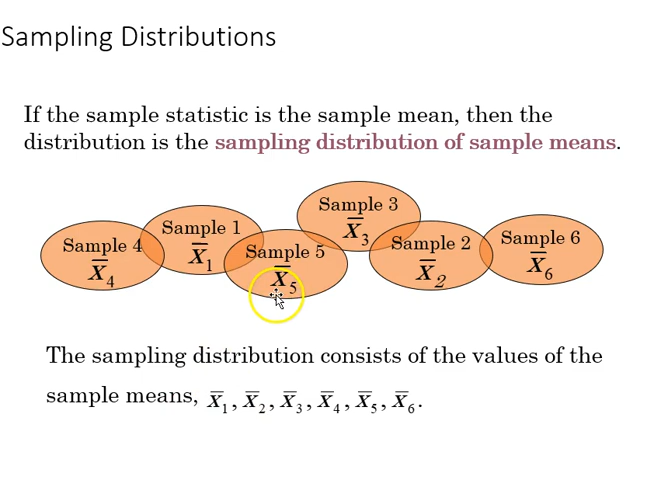 Sampling Distributions
If the sample statistic is the sample mean, then the
distribution is the sampling distribution of sample means.
Sample 4
X̅₄
Sample 1
X̅₁
Sample 5
X̅₅
Sample 3
X̅₃
Sample 2
X̅₂
Sample 6
X̅₆
The sampling distribution consists of the values of the
sample means, X̅₁, X̅₂, X̅₃, X̅₄, X̅₅, X̅₆.